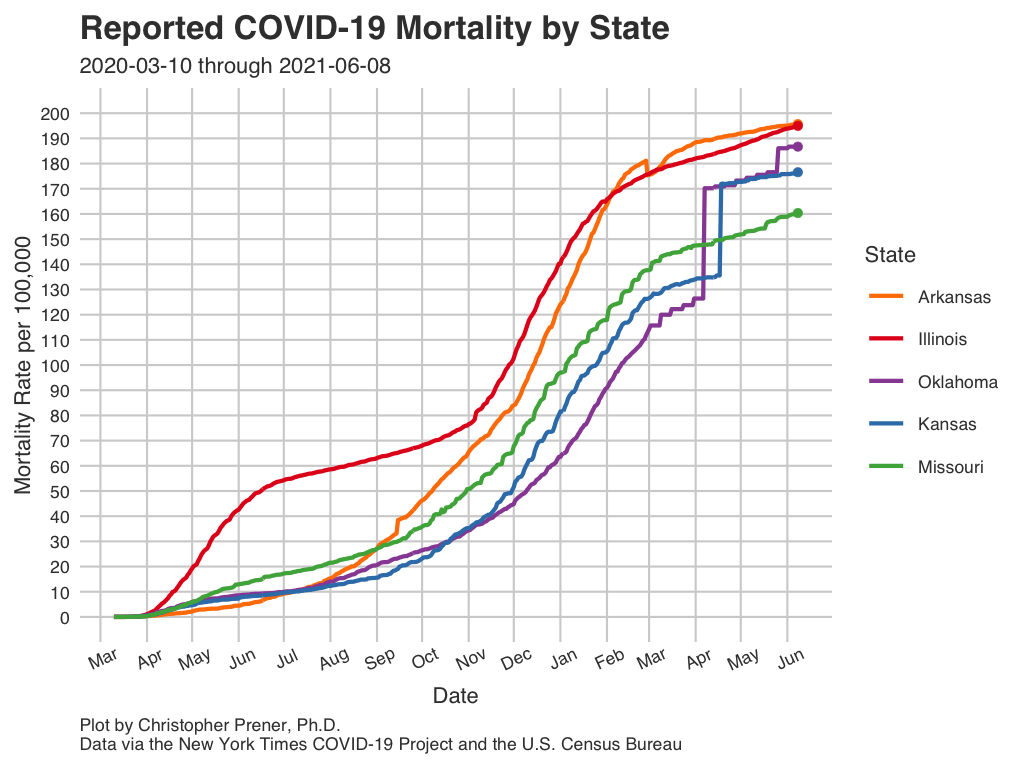 Reported COVID-19 Mortality by State
2020-03-10 through 2021-06-08
Mortality Rate per 100,000
200
190
180
170
160
150
140
130
120
110
100
90
80
70
60
50
40
30
20
10
0
Mar Apr May Jun Jul Aug Sep Oct Nov Dec Jan Feb Mar Apr May Jun
Date
State
Arkansas
Illinois
Oklahoma
Kansas
Missouri
Plot by Christopher Prener, Ph.D.
Data via the New York Times COVID-19 Project and the U.S. Census Bureau